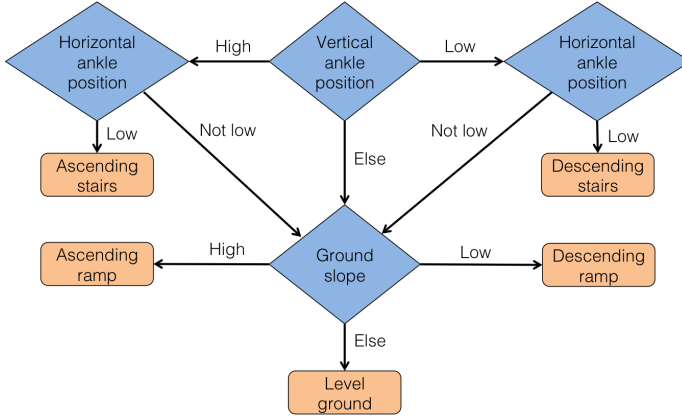 Horizontal
ankle
position
High
Vertical
ankle
position
Low
Horizontal
ankle
position
Low
Not low
Else
Not low
Low
Ascending
stairs
Descending
stairs
Ascending
ramp
High
Ground
slope
Low
Descending
ramp
Else
Level
ground